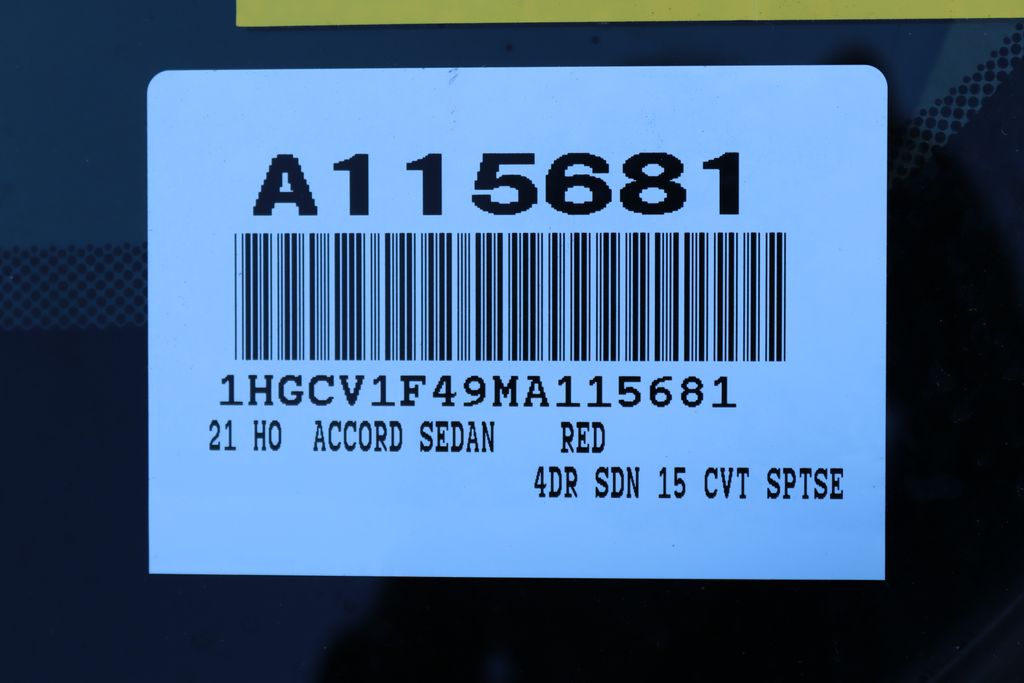 A115681
1HGCV1F49MA115681
21 HO ACCORD SEDAN RED
4DR SDN 15 CVT SPTSE